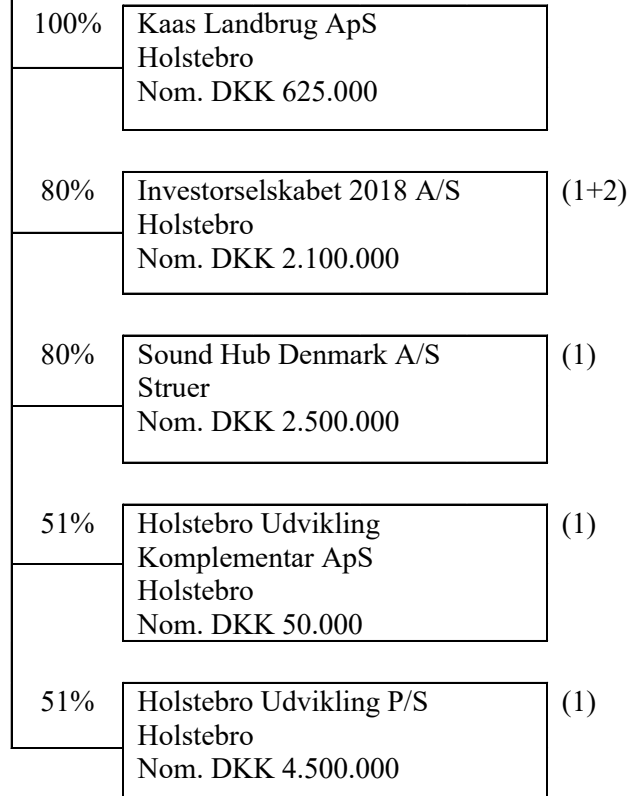 100% Kaas Landbrug ApS
Holstebro
Nom. DKK 625.000
80% Investorselskabet 2018 A/S (1+2)
Holstebro
Nom. DKK 2.100.000
80% Sound Hub Denmark A/S (1)
Struer
Nom. DKK 2.500.000
51% Holstebro Udvikling (1)
Komplementar ApS
Holstebro
Nom. DKK 50.000
51% Holstebro Udvikling P/S (1)
Holstebro
Nom. DKK 4.500.000